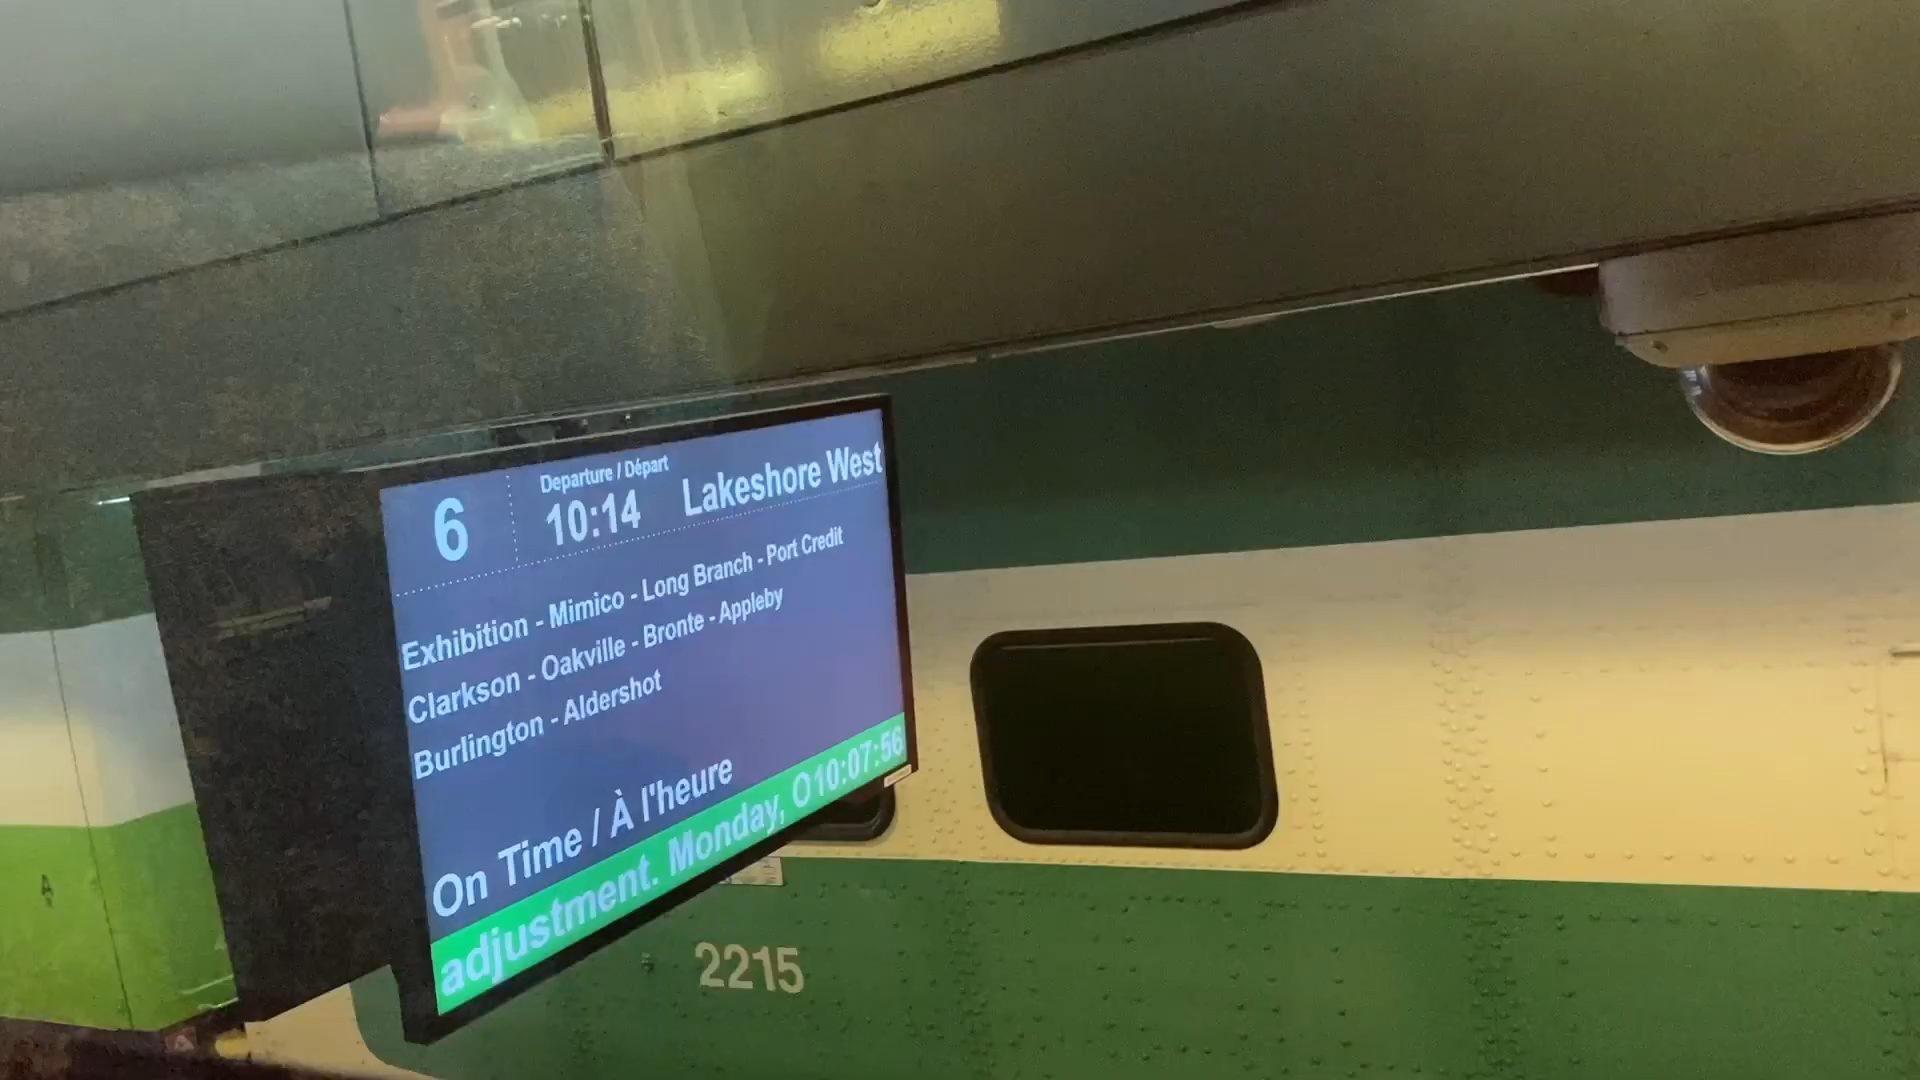 6
Departure / Départ
10:14
Lakeshore West
Exhibition - Mimico - Long Branch - Port Credit
Clarkson - Oakville - Bronte - Appleby
Burlington - Aldershot
On Time / À l'heure
adjustment. Monday, O
10:07:56
2215